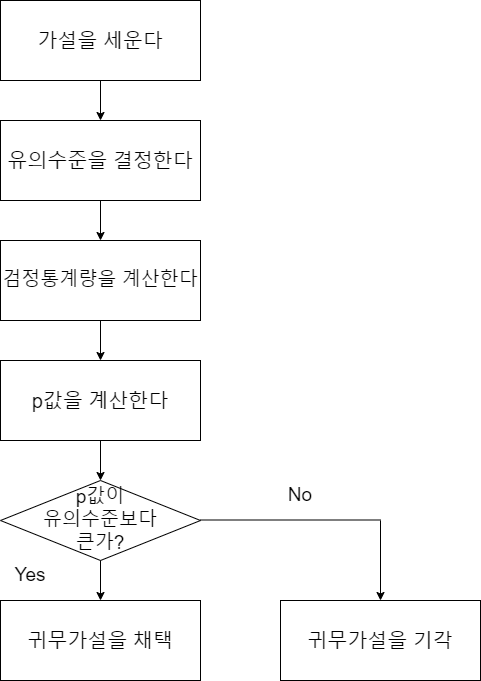 가설을 세운다
유의수준을 결정한다
검정통계량을 계산한다
p값을 계산한다
p값이
유의수준보다
큰가?
No
Yes
귀무가설을 채택
귀무가설을 기각